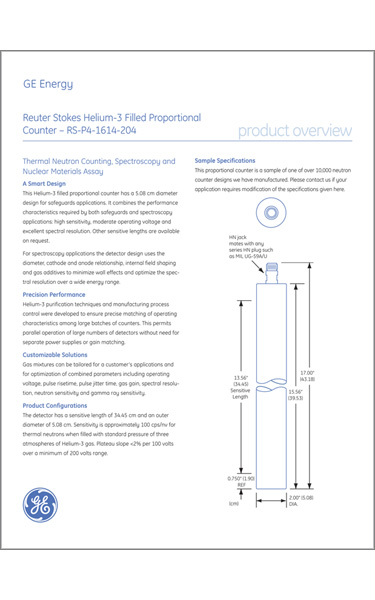 GE Energy
Reuter Stokes Helium-3 Filled Proportional
Counter – RS-P4-1614-204
product overview
Thermal Neutron Counting, Spectroscopy and
Nuclear Materials Assay
A Smart Design
This Helium-3 filled proportional counter has a 5.08 cm diameter
design for safeguards applications. It combines the performance
characteristics required by both safeguards and spectroscopy
applications: high sensitivity, moderate operating voltage and
excellent spectral resolution. Other sensitive lengths are available
on request.
For spectroscopy applications the detector design uses the
diameter, cathode and anode relationship, internal field shaping
and gas additives to minimize wall effects and optimize the spec-
tral resolution over a wide energy range.
Precision Performance
Helium-3 purification techniques and manufacturing process
control were developed to ensure precise matching of operating
characteristics among large batches of counters. This permits
parallel operation of large numbers of detectors without need for
separate power supplies or gain matching.
Customizable Solutions
Gas mixtures can be tailored for a customer's applications and
for optimization of combined parameters including operating
voltage, pulse risetime, pulse jitter time, gas gain, spectral resolu-
tion, neutron sensitivity and gamma ray sensitivity.
Product Configurations
The detector has a sensitive length of 34.45 cm and an outer
diameter of 5.08 cm. Sensitivity is approximately 100 cps/nv for
thermal neutrons when filled with standard pressure of three
atmospheres of Helium-3 gas. Plateau slope <2% per 100 volts
over a minimum of 200 volts range.
Sample Specifications
This proportional counter is a sample of one of over 10,000 neutron
counter designs we have manufactured. Please contact us if your
application requires modification of the specifications given here.
HN jack
mates with any
series HN plug such
as MIL UG-594/U
13.56"
(34.45)
Sensitive
Length
17.00"
(43.18)
15.56"
(39.53)
0.750" (1.90)
REF
(cm)
2.00" (5.08)
DIA.
GE